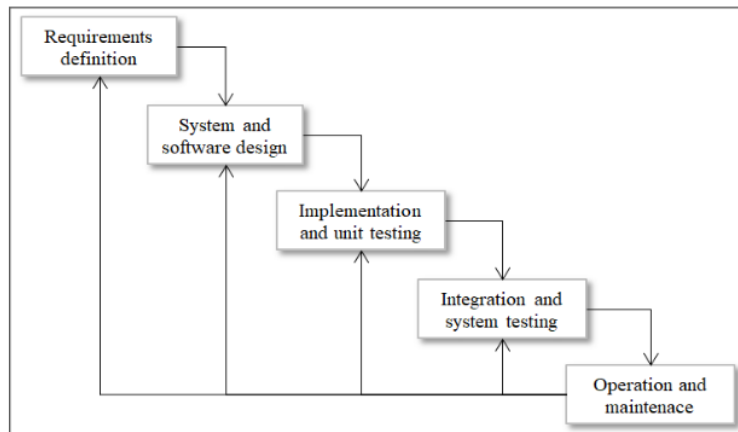 Requirements
definition
System and
software design
Implementation
and unit testing
Integration and
system testing
Operation and
maintenace